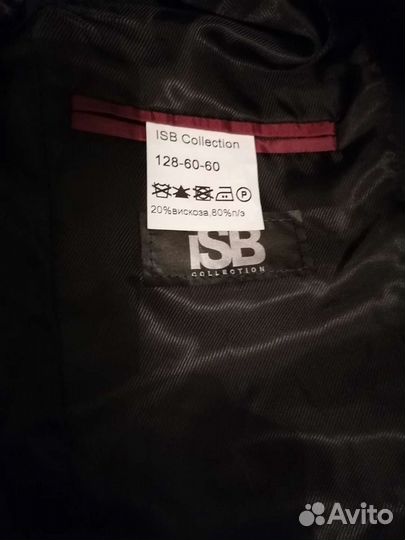 ISB Collection
128-60-60
P
20%вискоза,80%п/э
iSB
COLLECTION
Avito